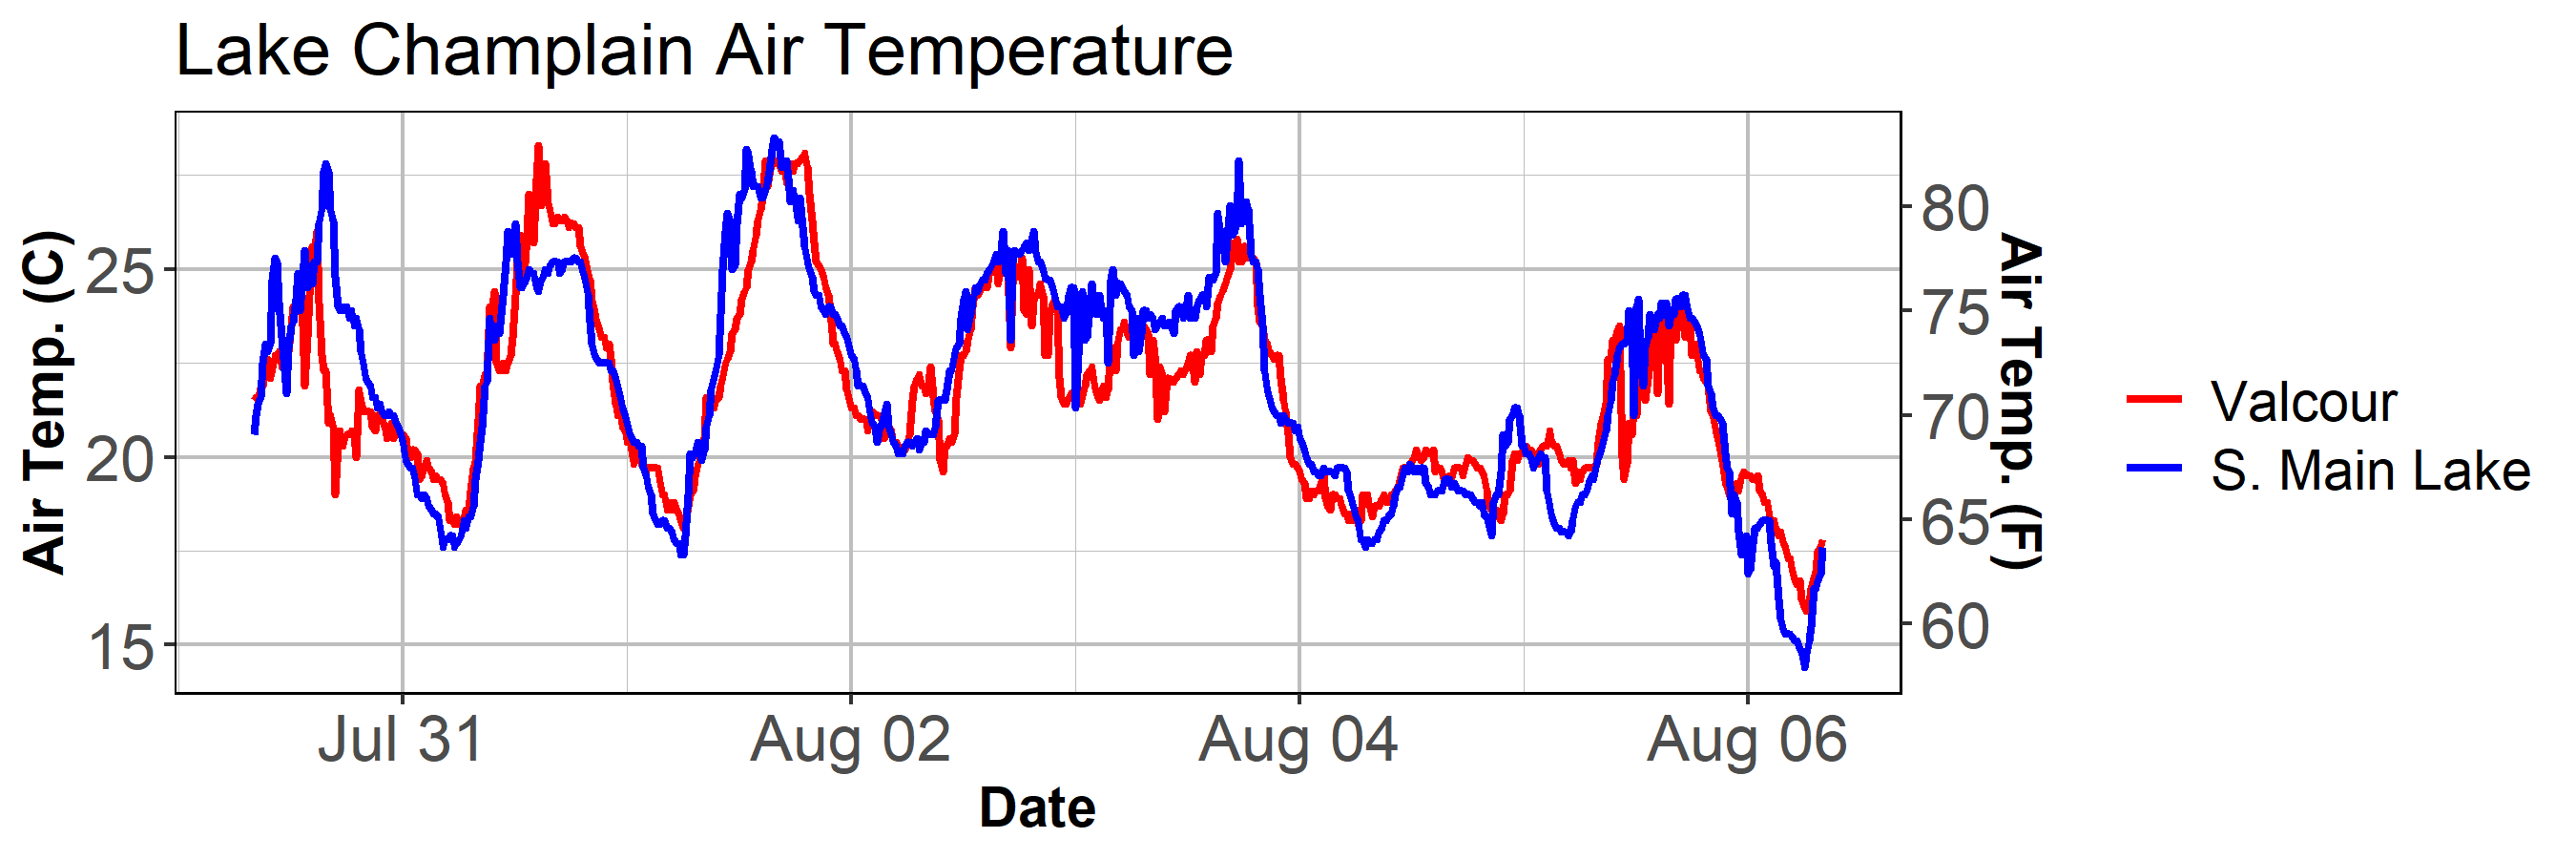 Lake Champlain Air Temperature
Air Temp. (C)
25
20
15
80
75
70
65
60
Air Temp. (F)
Jul 31
Aug 02
Aug 04
Aug 06
Date
Valcour
S. Main Lake